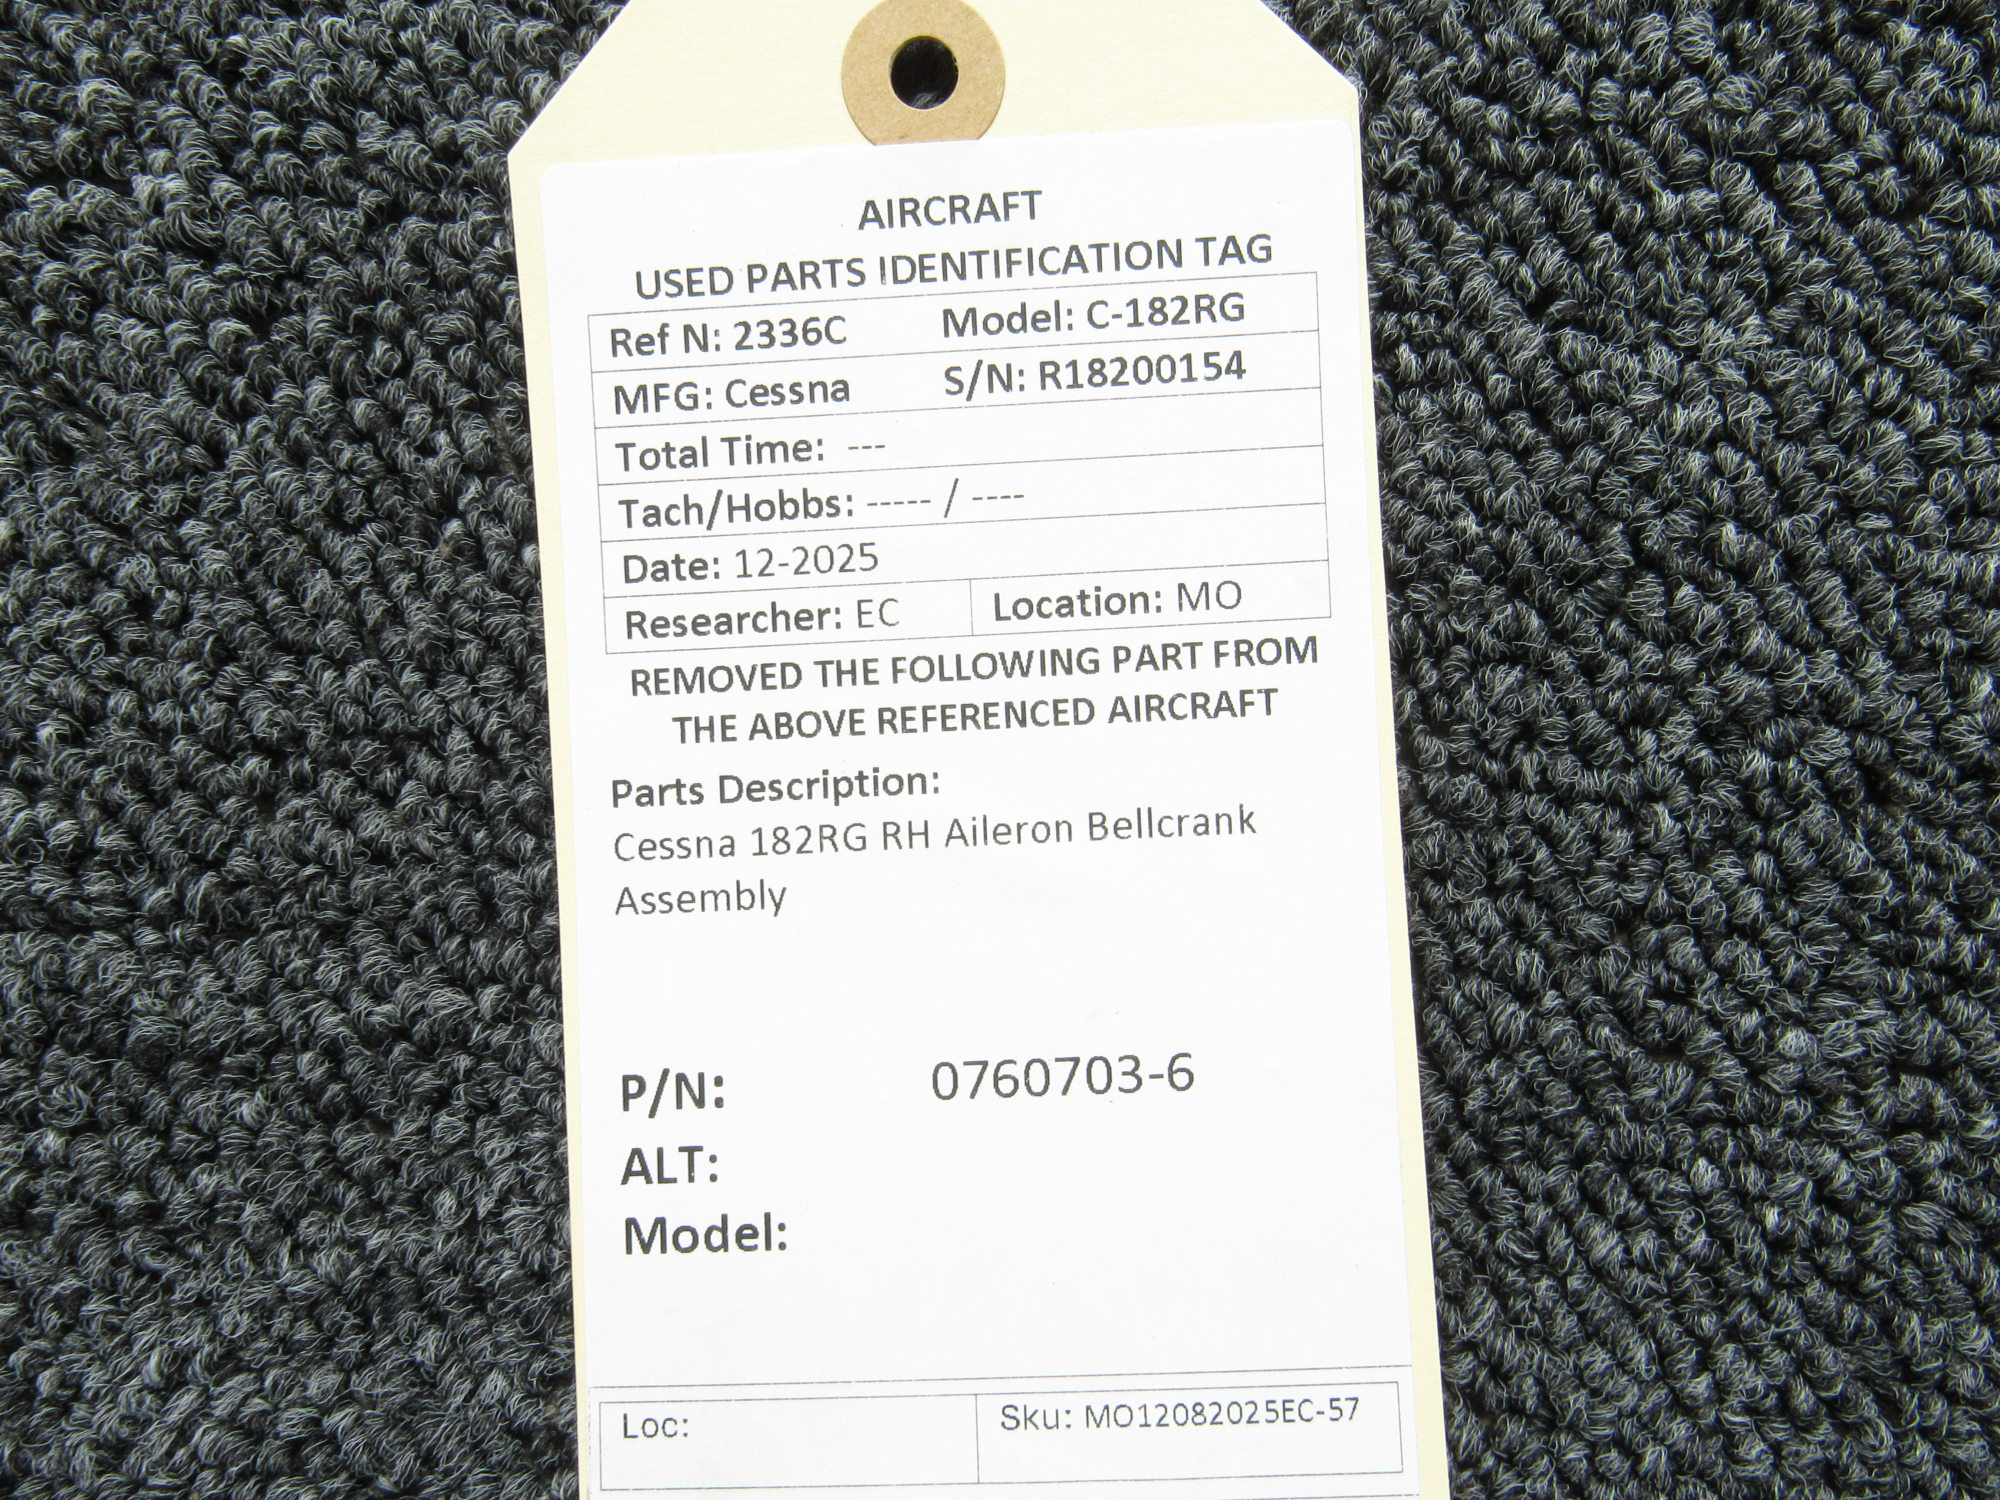 AIRCRAFT
USED PARTS IDENTIFICATION TAG
Ref N: 2336C Model: C-182RG
MFG: Cessna S/N: R18200154
Total Time: ---
Tach/Hobbs: ----- / ----
Date: 12-2025
Researcher: EC Location: MO
REMOVED THE FOLLOWING PART FROM
THE ABOVE REFERENCED AIRCRAFT
Parts Description:
Cessna 182RG RH Aileron Bellcrank
Assembly
P/N: 0760703-6
ALT:
Model:
Loc: Sku: MO12082025EC-57